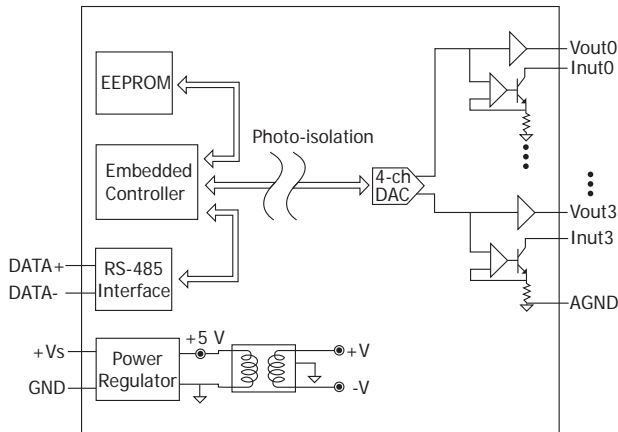 EEPROM
Vout0
Inut0
Photo-isolation
Embedded
Controller
4-ch
DAC
Vout3
Inut3
DATA+
DATA-
RS-485
Interface
AGND
+5 V
+Vs
GND
Power
Regulator
+V
-V